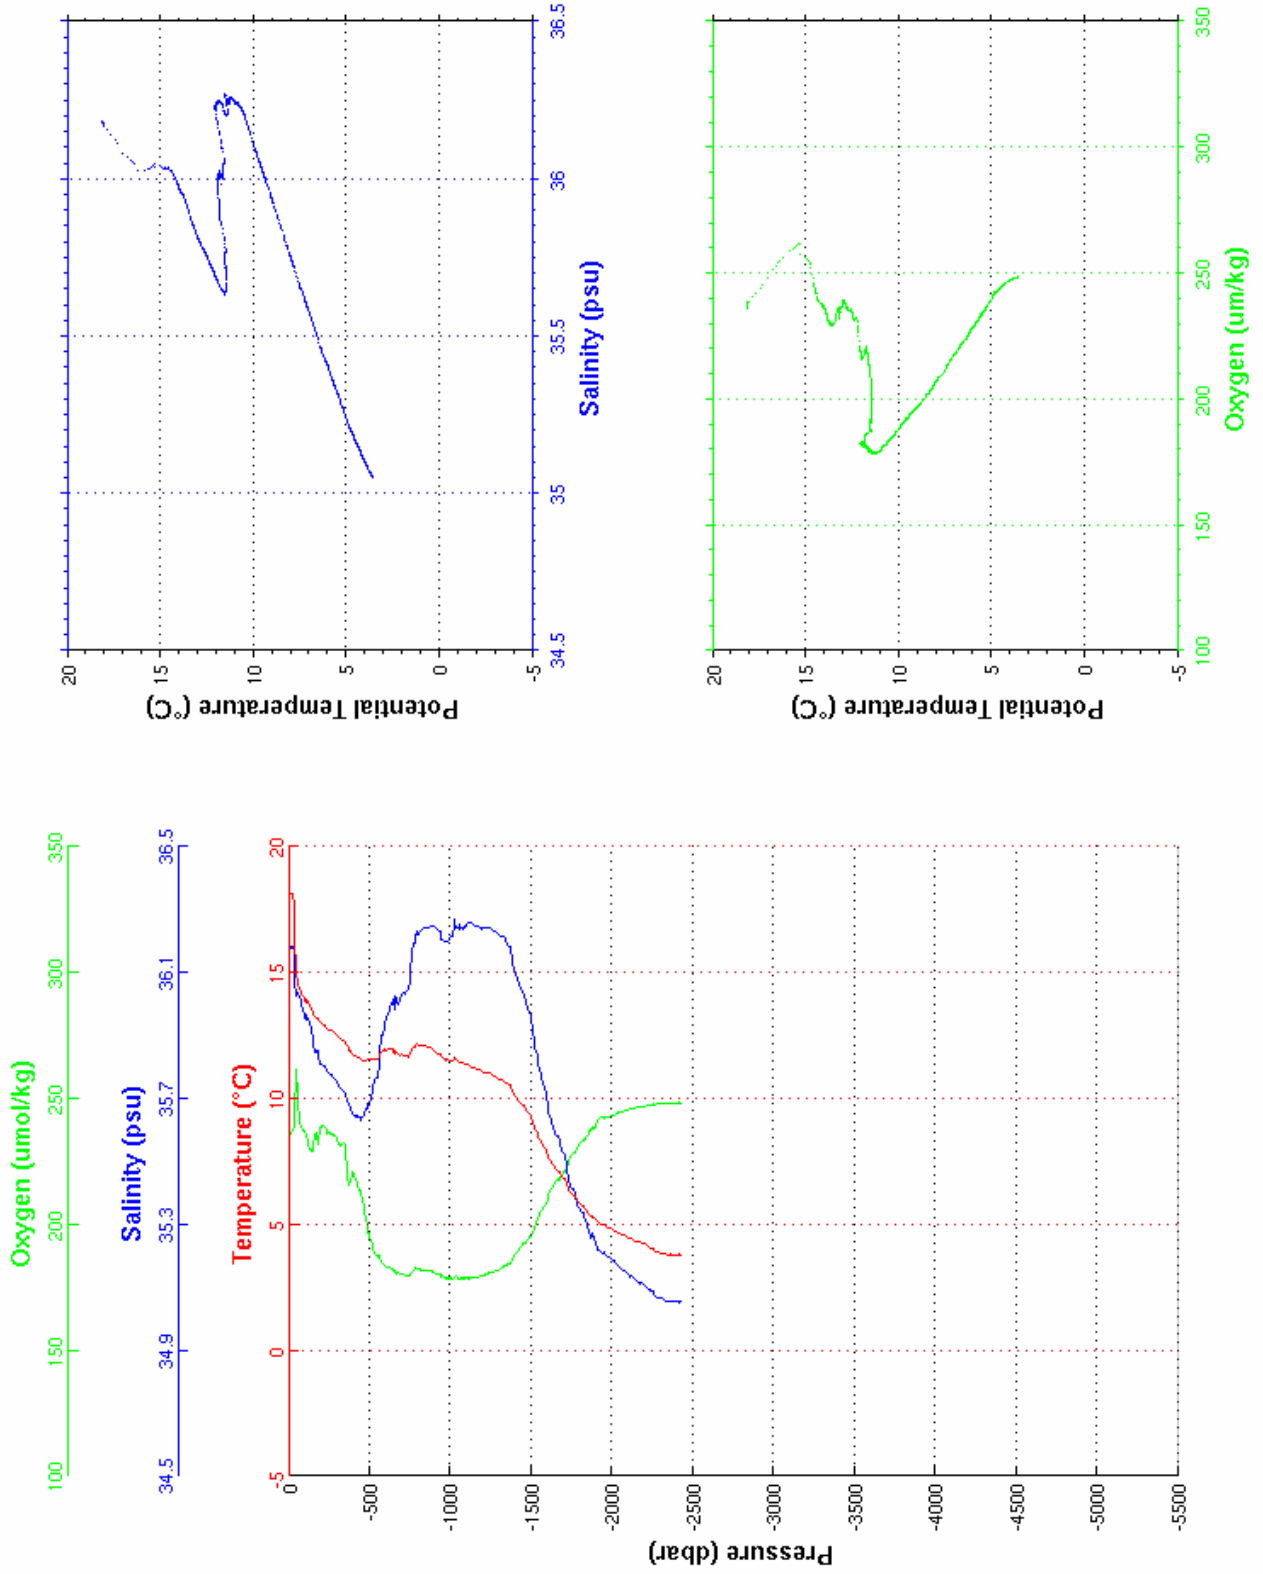 Oxygen (umol/kg)
100 150 200 250 300 350
Salinity (psu)
34.5 34.9 35.3 35.7 36.1 36.5
Temperature (°C)
-5 0 5 10 15 20
0
-500
-1000
-1500
-2000
-2500
-3000
-3500
-4000
-4500
-5000
-5500
Pressure (dbar)
20
15
10
5
0
-5
Potential Temperature (°C)
34.5 35 35.5 36 36.5
Salinity (psu)
20
15
10
5
0
-5
Potential Temperature (°C)
100 150 200 250 300 350
Oxygen (um/kg)